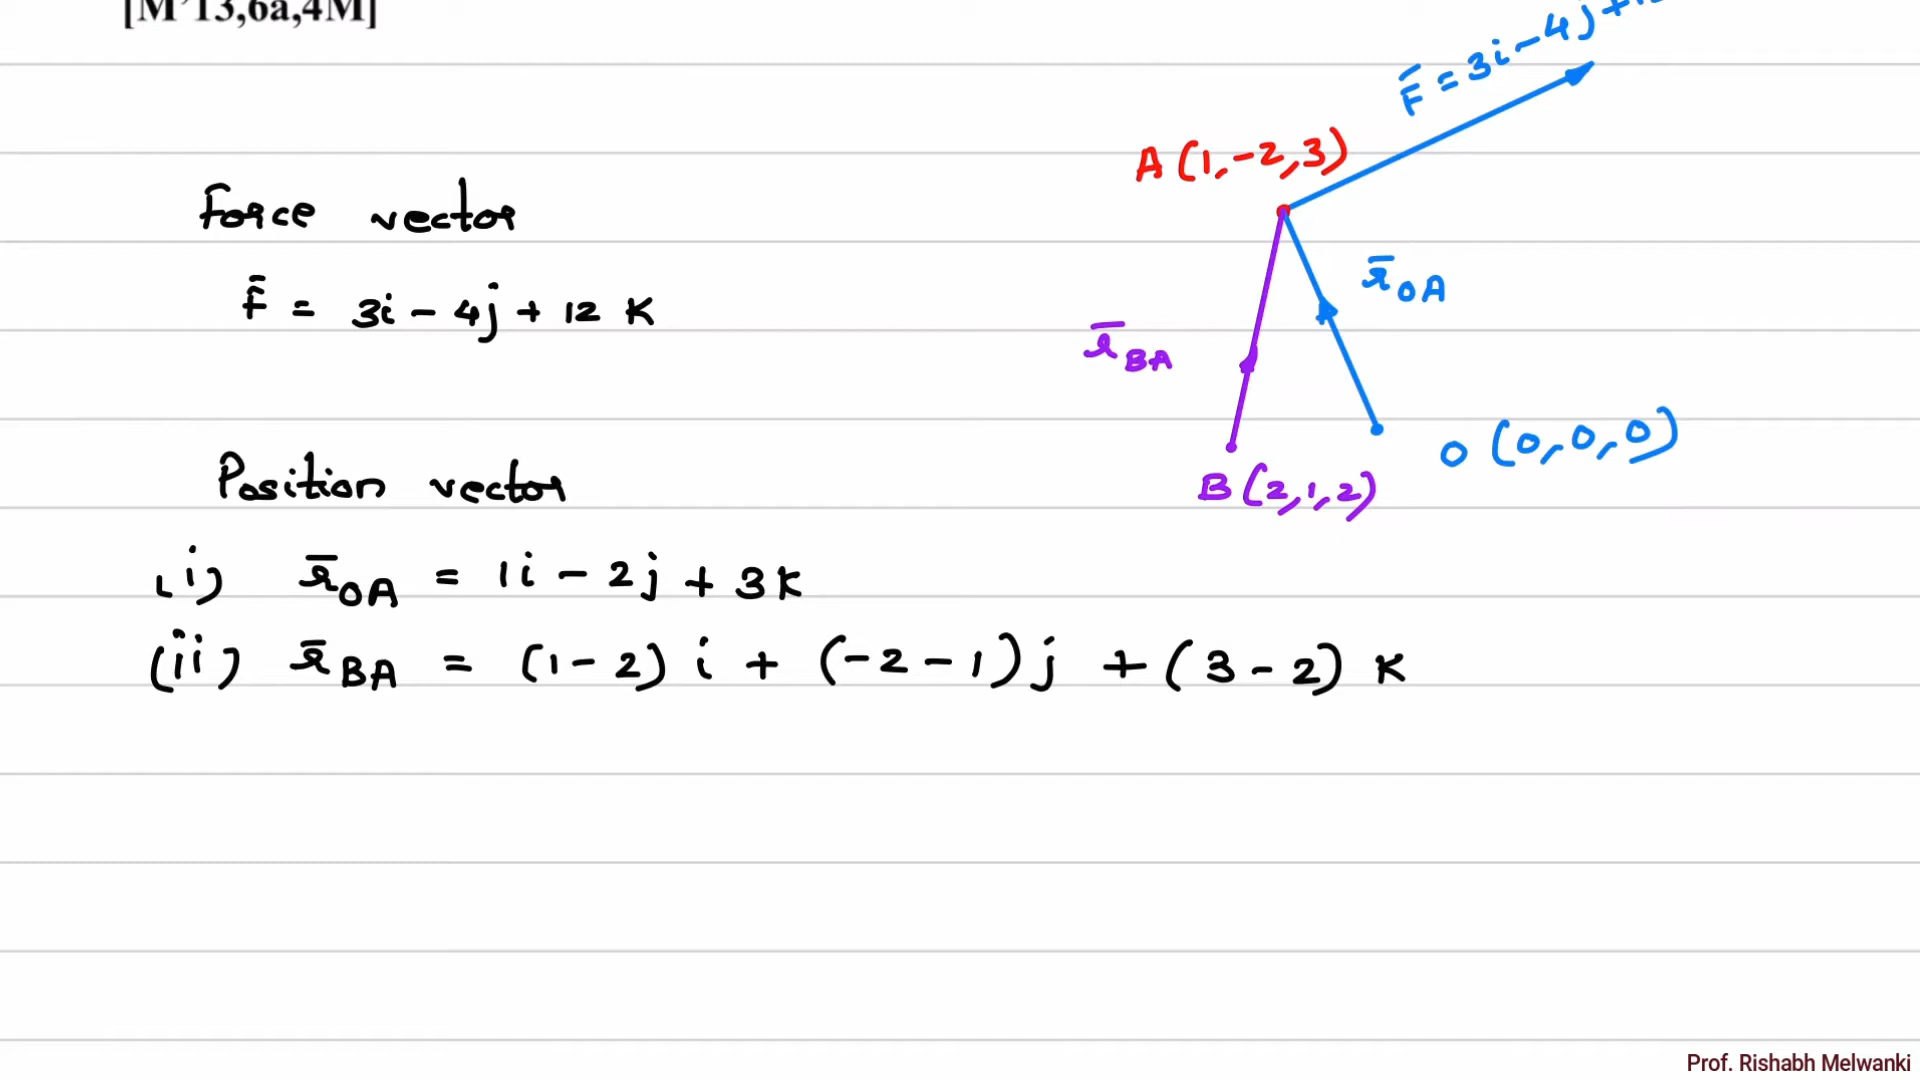 [M'13,6a,4M]
F̄ = 3i - 4j +
A (1, -2, 3)
Force vector
F̄ = 3i - 4j + 12 K
r̄OA
r̄BA
O (0, 0, 0)
B (2, 1, 2)
Position vector
(i) r̄OA = 1i - 2j + 3K
(ii) r̄BA = (1 - 2) i + (-2 - 1) j + (3 - 2) K
Prof. Rishabh Melwanki